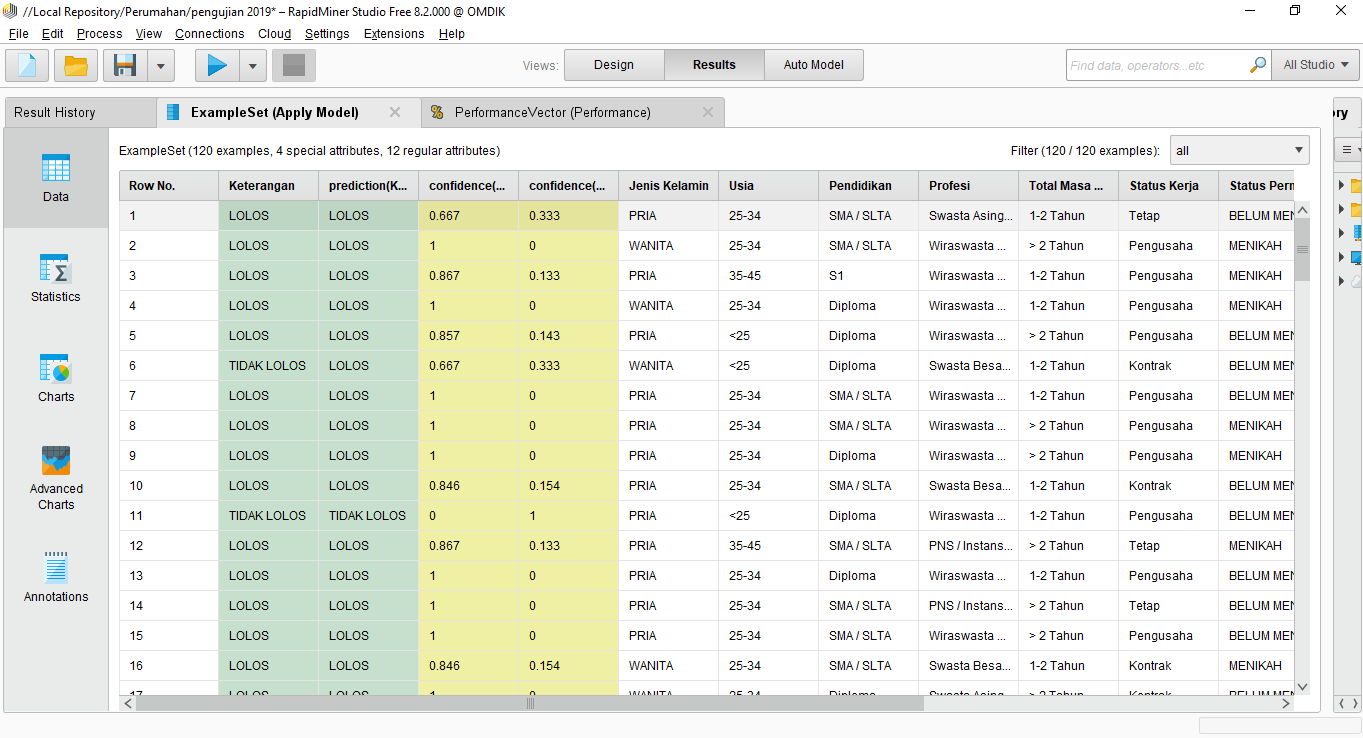 //Local Repository/Perumahan/pengujian 2019* – RapidMiner Studio Free 8.2.000 @ OMDIK
File Edit Process View Connections Cloud Settings Extensions Help
Views: Design Results Auto Model Find data, operators...etc All Studio
Result History ExampleSet (Apply Model) PerformanceVector (Performance) ory
ExampleSet (120 examples, 4 special attributes, 12 regular attributes) Filter (120 / 120 examples): all
Data
Statistics
Charts
Advanced
Charts
Annotations
Row No. Keterangan prediction(K... confidence(... confidence(... Jenis Kelamin Usia Pendidikan Profesi Total Masa ... Status Kerja Status Pern
1 LOLOS LOLOS 0.667 0.333 PRIA 25-34 SMA / SLTA Swasta Asing... 1-2 Tahun Tetap BELUM MEN
2 LOLOS LOLOS 1 0 WANITA 25-34 SMA / SLTA Wiraswasta ... > 2 Tahun Pengusaha MENIKAH
3 LOLOS LOLOS 0.867 0.133 PRIA 35-45 S1 Wiraswasta ... 1-2 Tahun Pengusaha MENIKAH
4 LOLOS LOLOS 1 0 WANITA 25-34 Diploma Wiraswasta ... 1-2 Tahun Pengusaha MENIKAH
5 LOLOS LOLOS 0.857 0.143 PRIA <25 Diploma Wiraswasta ... > 2 Tahun Pengusaha BELUM MEN
6 TIDAK LOLOS LOLOS 0.667 0.333 WANITA <25 Diploma Swasta Besa... 1-2 Tahun Kontrak BELUM MEN
7 LOLOS LOLOS 1 0 PRIA 25-34 SMA / SLTA Wiraswasta ... 1-2 Tahun Pengusaha BELUM MEN
8 LOLOS LOLOS 1 0 PRIA 25-34 SMA / SLTA Wiraswasta ... > 2 Tahun Pengusaha MENIKAH
9 LOLOS LOLOS 1 0 PRIA 25-34 Diploma Wiraswasta ... > 2 Tahun Pengusaha MENIKAH
10 LOLOS LOLOS 0.846 0.154 PRIA 25-34 SMA / SLTA Swasta Besa... 1-2 Tahun Kontrak BELUM MEN
11 TIDAK LOLOS TIDAK LOLOS 0 1 PRIA <25 Diploma Wiraswasta ... 1-2 Tahun Pengusaha BELUM MEN
12 LOLOS LOLOS 0.867 0.133 PRIA 35-45 SMA / SLTA PNS / Instans... > 2 Tahun Tetap MENIKAH
13 LOLOS LOLOS 1 0 PRIA 25-34 Diploma Wiraswasta ... 1-2 Tahun Pengusaha BELUM MEN
14 LOLOS LOLOS 1 0 PRIA 25-34 SMA / SLTA PNS / Instans... > 2 Tahun Tetap BELUM MEN
15 LOLOS LOLOS 1 0 PRIA 25-34 SMA / SLTA Wiraswasta ... > 2 Tahun Pengusaha BELUM MEN
16 LOLOS LOLOS 0.846 0.154 WANITA 25-34 SMA / SLTA Swasta Besa... 1-2 Tahun Kontrak MENIKAH
17 LOLOS LOLOS 1 0 WANITA 25-34 Diploma Swasta Asing... > 2 Tahun Kontrak BELUM MEN